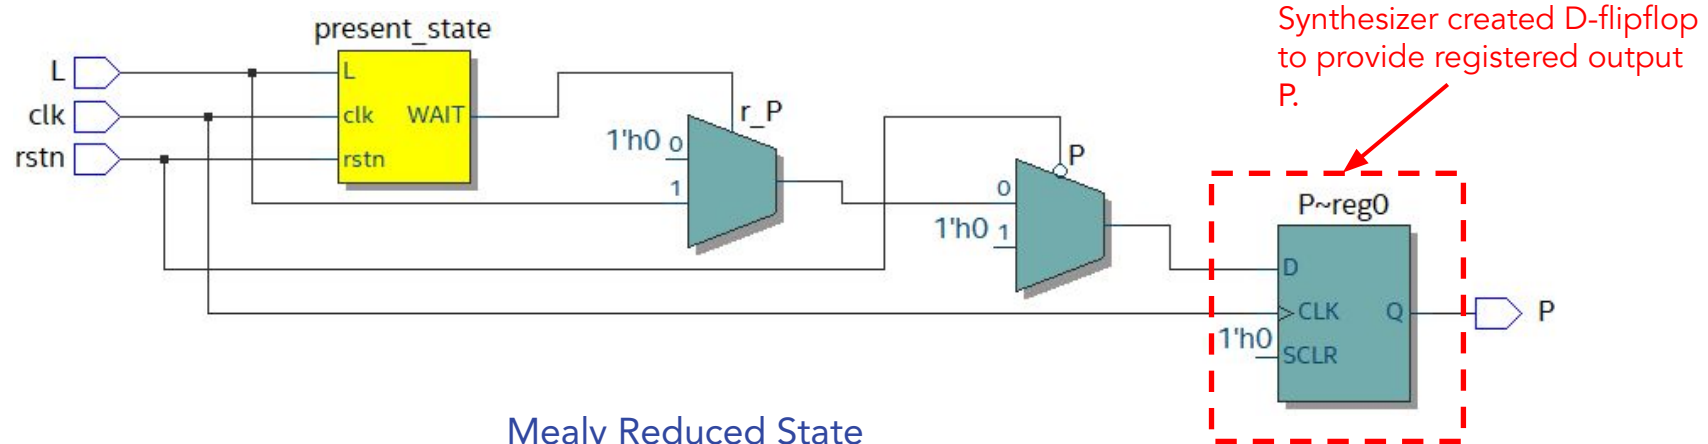 Synthesizer created D-flipflop
to provide registered output
P.
present_state
L
clk
rstn
L
clk
WAIT
rstn
r_P
1'h0
0
1
P
0
1'h0
1
P~reg0
D
CLK
Q
1'h0
SCLR
P
Mealy Reduced State